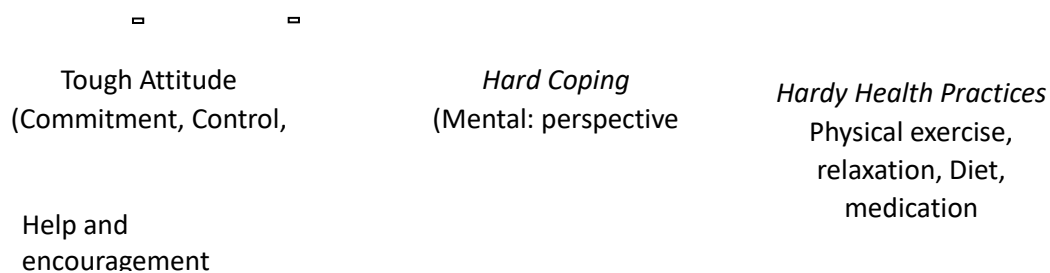 Tough Attitude
(Commitment, Control,
Hard Coping
(Mental: perspective
Hardy Health Practices
Physical exercise,
relaxation, Diet,
medication
Help and
encouragement